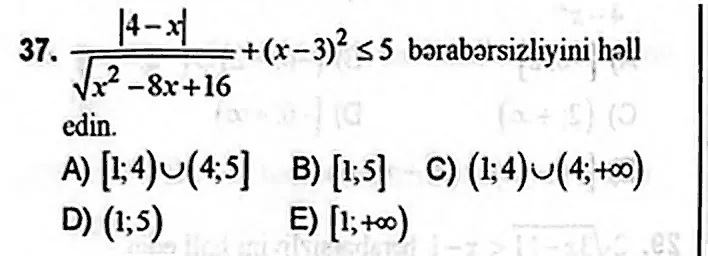 37. |4−x| / √(x² −8x+16) +(x−3)² ≤ 5 bərabərsizliyini həll
edin.
A) [1;4)∪(4;5] B) [1;5] C) (1;4)∪(4;+∞)
D) (1;5) E) [1;+∞)